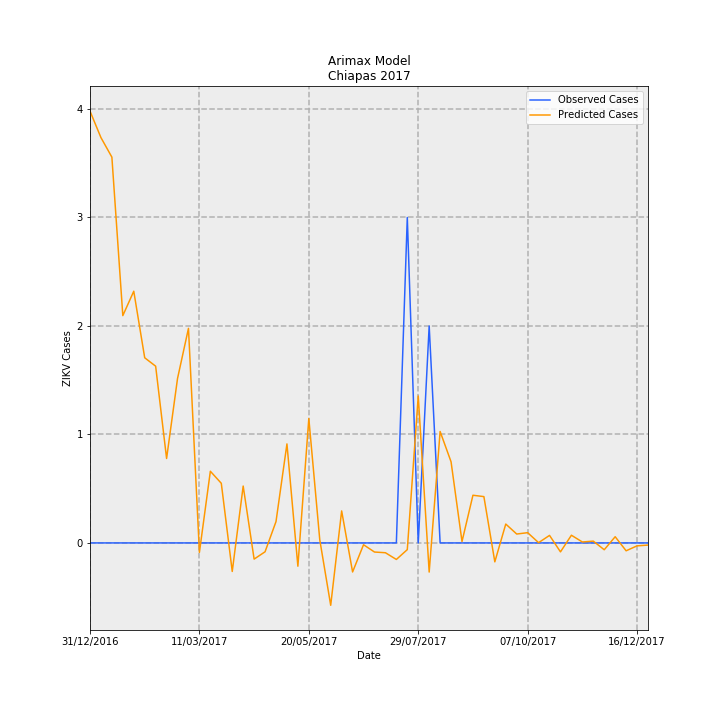 Arimax Model
Chiapas 2017
Observed Cases
Predicted Cases
4
3
2
1
0
ZIKV Cases
31/12/2016 11/03/2017 20/05/2017 29/07/2017 07/10/2017 16/12/2017
Date